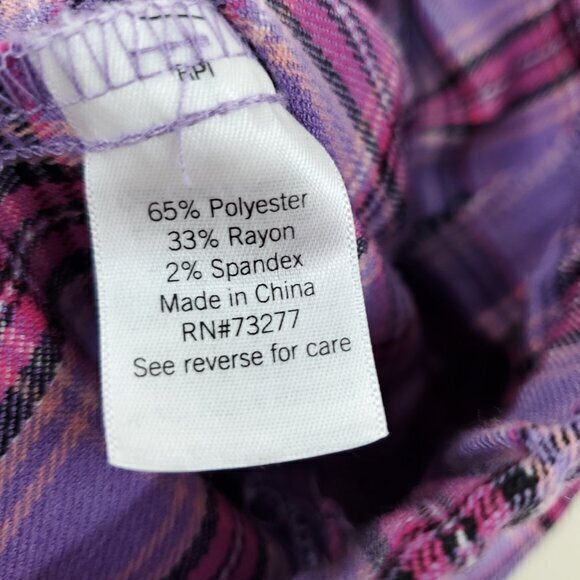 65% Polyester
33% Rayon
2% Spandex
Made in China
RN#73277
See reverse for care